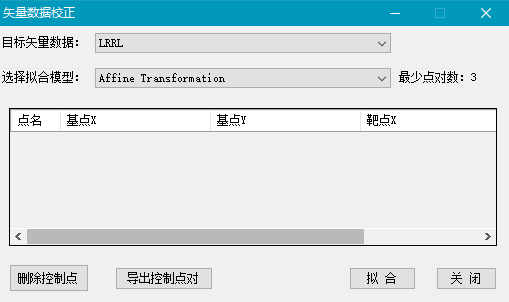 矢量数据校正
目标矢量数据： LRRL
选择拟合模型： Affine Transformation 最少点对数：3
点名 基点X 基点Y 靶点X
删除控制点 导出控制点对 拟 合 关 闭